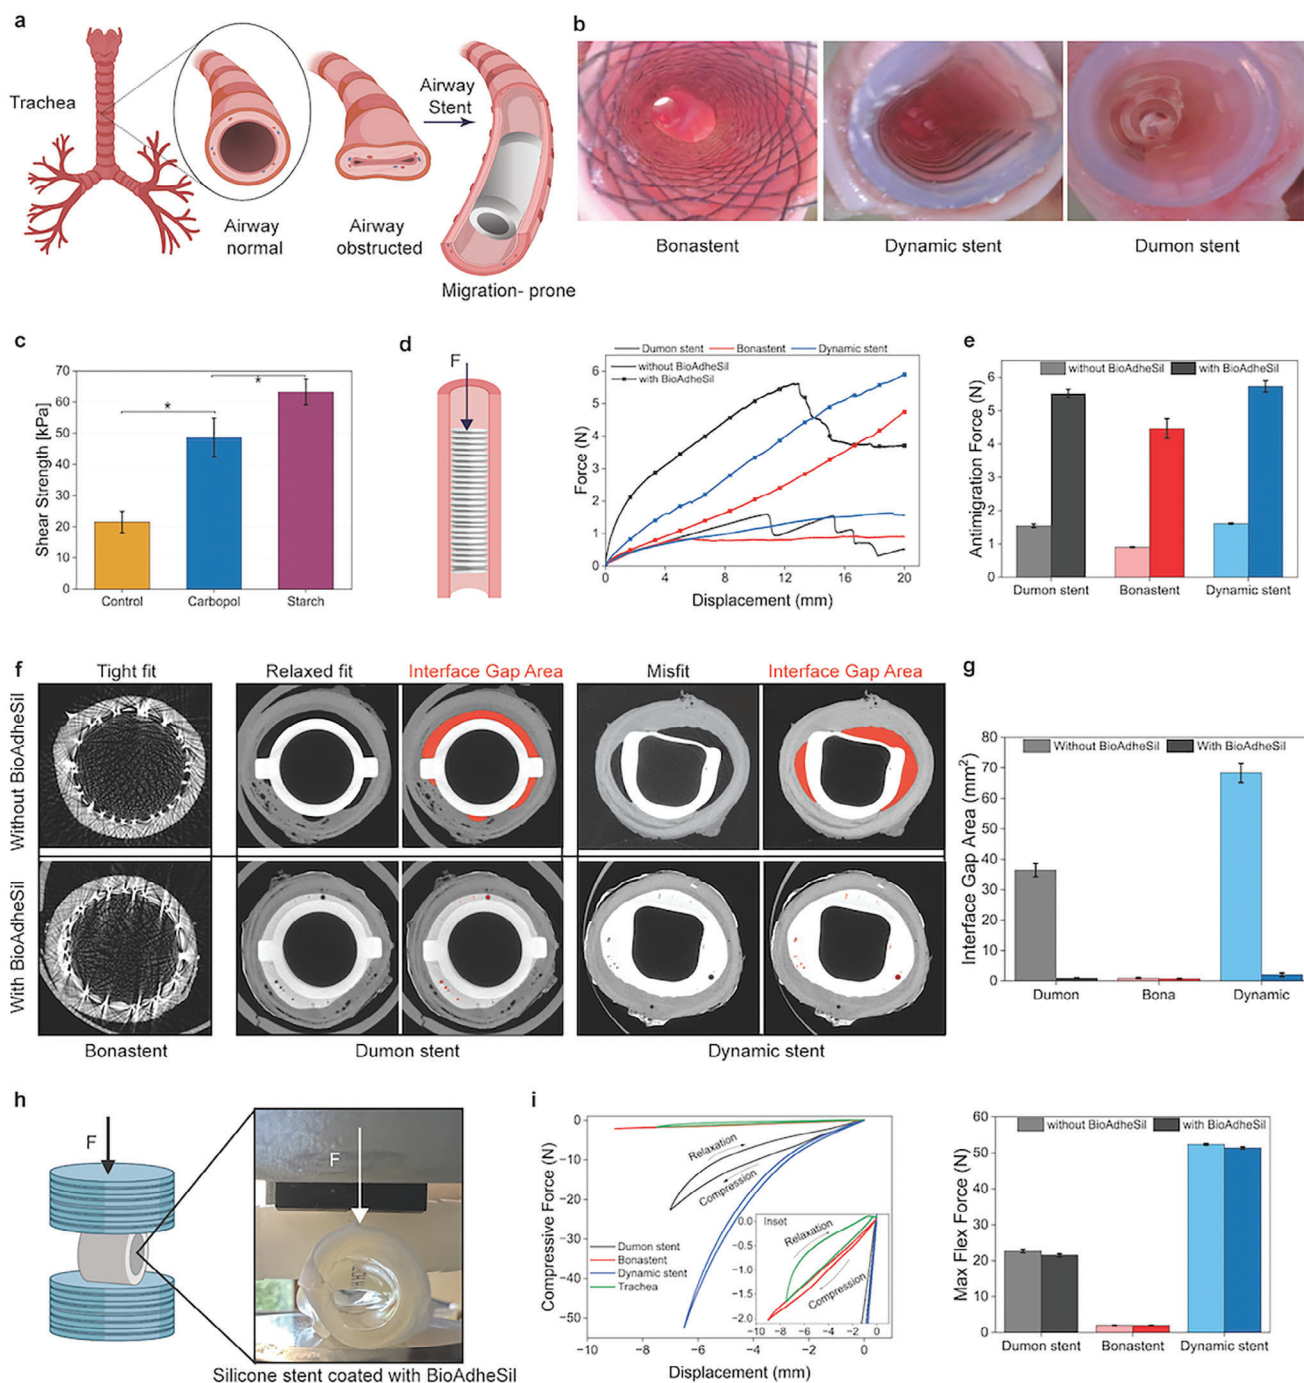 a
Trachea
Airway
normal
Airway
obstructed
Airway
Stent
Migration- prone
b
Bonastent
Dynamic stent
Dumon stent
c
Shear Strength [kPa]
70
60
50
40
30
20
10
0
*
*
Control
Carbopol
Starch
d
F
Dumon stent
Bonastent
Dynamic stent
without BioAdheSil
with BioAdheSil
Force (N)
6
5
4
3
2
1
0
0
4
8
12
16
20
Displacement (mm)
e
without BioAdheSil
with BioAdheSil
Antimigration Force (N)
6
5
4
3
2
1
0
Dumon stent
Bonastent
Dynamic stent
f
Tight fit
Relaxed fit
Interface Gap Area
Misfit
Interface Gap Area
Without BioAdheSil
With BioAdheSil
Bonastent
Dumon stent
Dynamic stent
g
Without BioAdheSil
With BioAdheSil
Interface Gap Area (mm²)
80
70
60
50
40
30
20
10
0
Dumon
Bona
Dynamic
h
F
F
Silicone stent coated with BioAdheSil
i
Compressive Force (N)
0
−10
−20
−30
−40
−50
Relaxation
Compression
Dumon stent
Bonastent
Dynamic stent
Trachea
Inset
0.0
−0.5
−1.0
−1.5
−2.0
Relaxation
Compression
−10
−8
−6
−4
−2
0
−10
−8
−6
−4
−2
0
Displacement (mm)
without BioAdheSil
with BioAdheSil
Max Flex Force (N)
60
50
40
30
20
10
0
Dumon stent
Bonastent
Dynamic stent